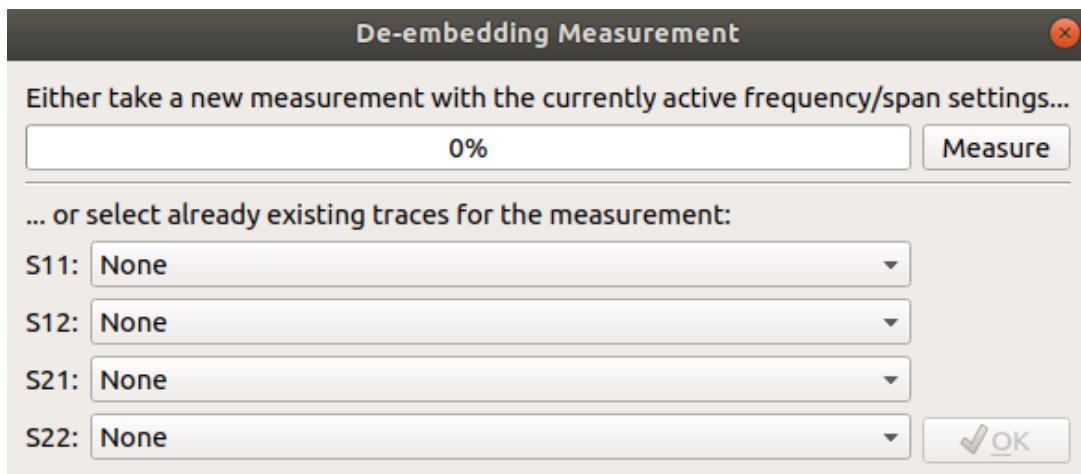 De-embedding Measurement
Either take a new measurement with the currently active frequency/span settings...
0% Measure
... or select already existing traces for the measurement:
S11: None
S12: None
S21: None
S22: None OK